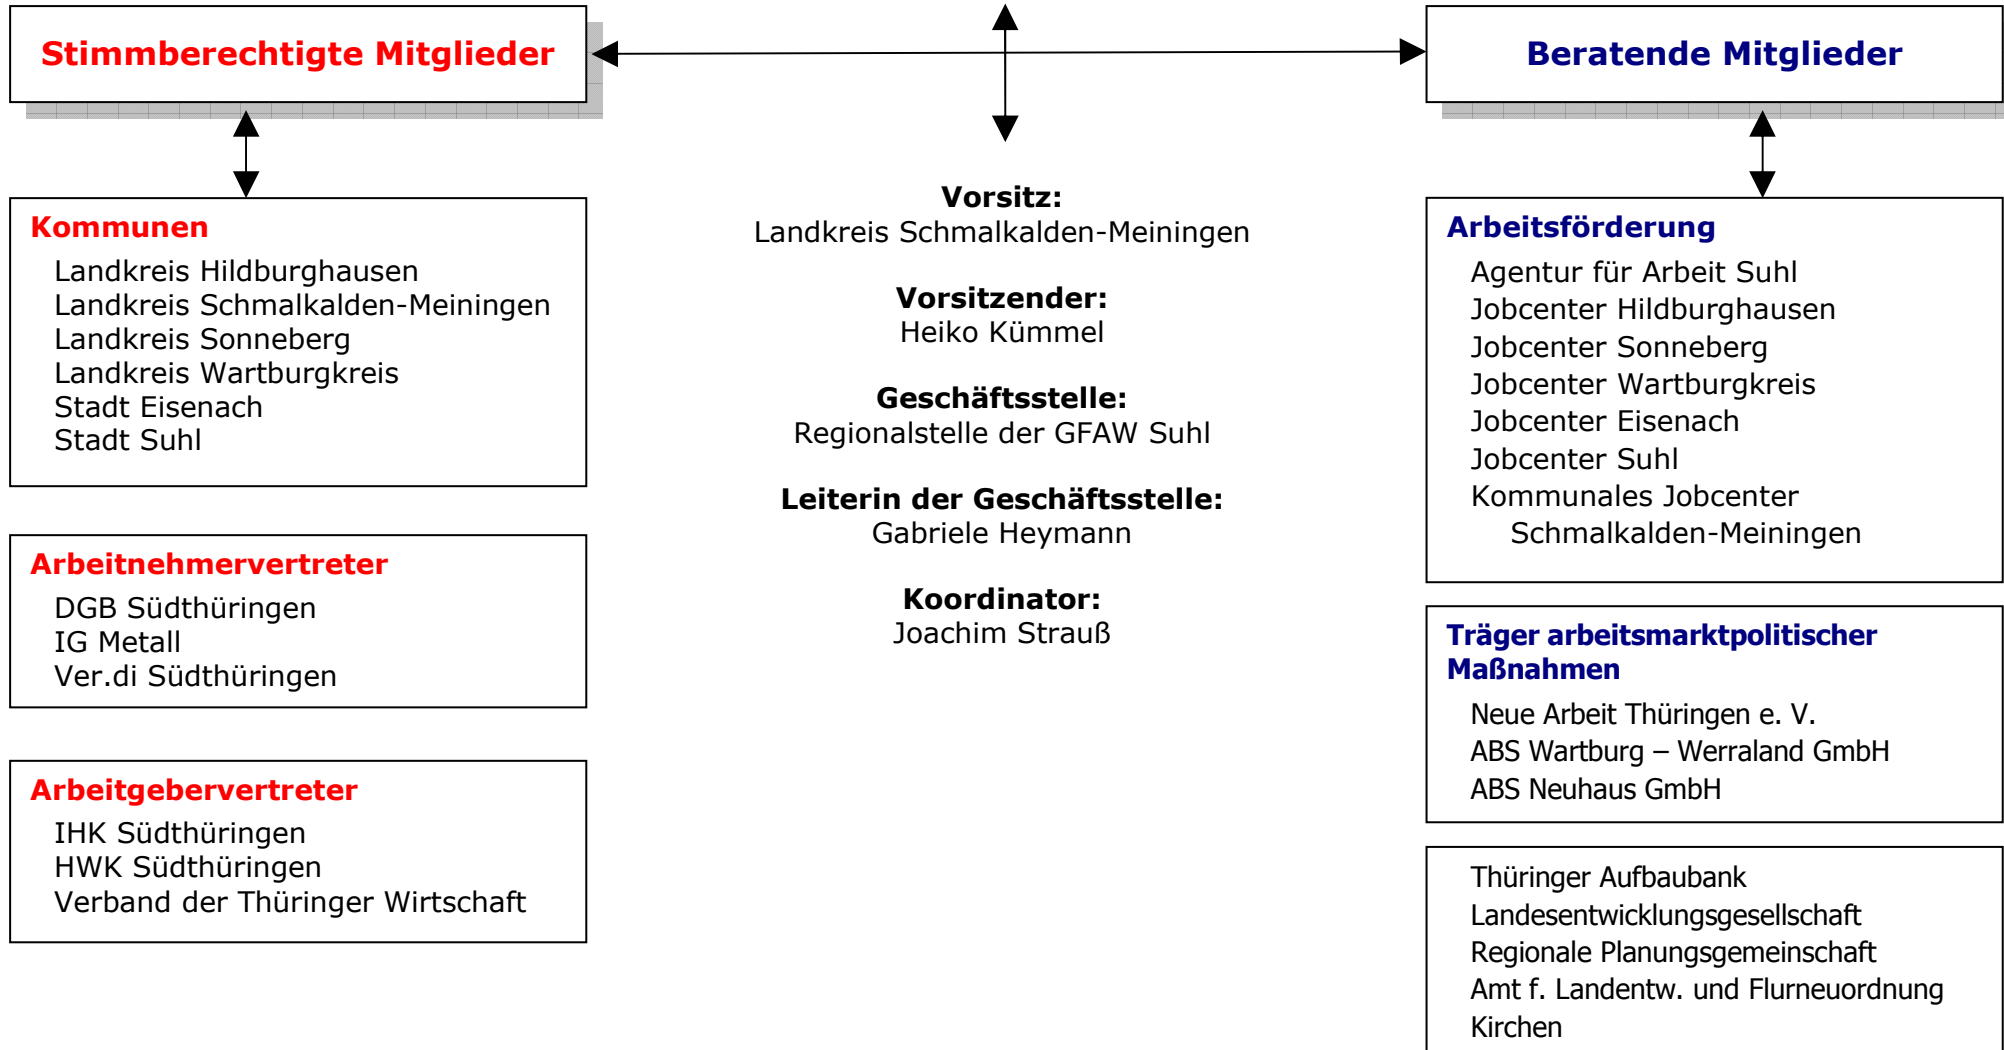 Stimmberechtigte Mitglieder
Kommunen
Landkreis Hildburghausen
Landkreis Schmalkalden-Meiningen
Landkreis Sonneberg
Landkreis Wartburgkreis
Stadt Eisenach
Stadt Suhl
Arbeitnehmervertreter
DGB Südthüringen
IG Metall
Ver.di Südthüringen
Arbeitgebervertreter
IHK Südthüringen
HWK Südthüringen
Verband der Thüringer Wirtschaft
Vorsitz:
Landkreis Schmalkalden-Meiningen
Vorsitzender:
Heiko Kümmel
Geschäftsstelle:
Regionalstelle der GFAW Suhl
Leiterin der Geschäftsstelle:
Gabriele Heymann
Koordinator:
Joachim Strauß
Beratende Mitglieder
Arbeitsförderung
Agentur für Arbeit Suhl
Jobcenter Hildburghausen
Jobcenter Sonneberg
Jobcenter Wartburgkreis
Jobcenter Eisenach
Jobcenter Suhl
Kommunales Jobcenter
Schmalkalden-Meiningen
Träger arbeitsmarktpolitischer
Maßnahmen
Neue Arbeit Thüringen e. V.
ABS Wartburg – Werraland GmbH
ABS Neuhaus GmbH
Thüringer Aufbaubank
Landesentwicklungsgesellschaft
Regionale Planungsgemeinschaft
Amt f. Landentw. und Flurneuordnung
Kirchen